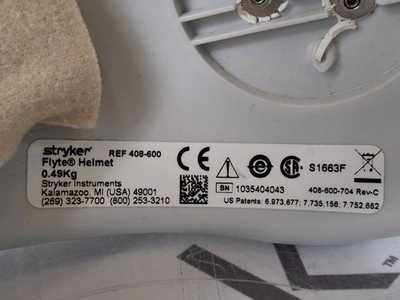 stryker® REF 408-600
Flyte® Helmet
0.49Kg
Stryker Instruments
Kalamazoo, MI (USA) 49001
(269) 323-7700 (800) 253-3210
CE
SA S1663F
SN 1035404043
408-600-704 Rev-C
US Patents: 6,973,677; 7,735,156; 7,752,682
TM